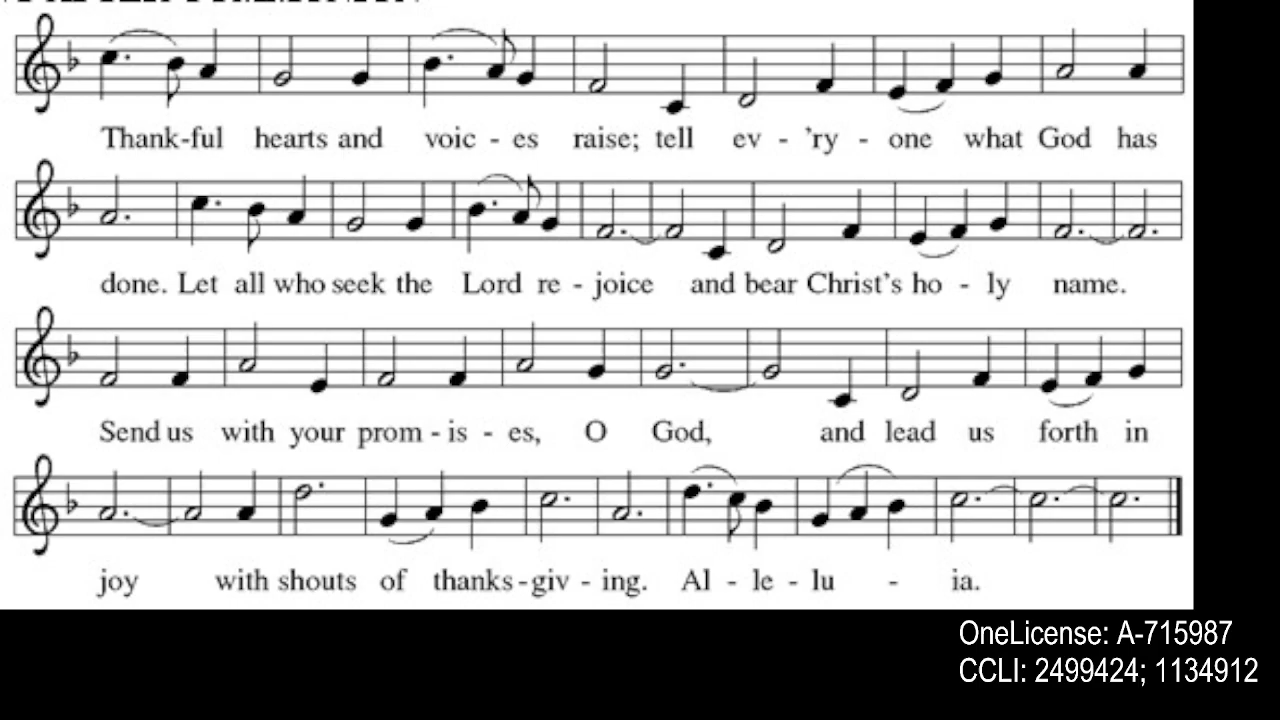 Thank-ful hearts and voic - es raise; tell ev - 'ry - one what God has
done. Let all who seek the Lord re - joice and bear Christ's ho - ly name.
Send us with your prom - is - es, O God, and lead us forth in
joy with shouts of thanks - giv - ing. Al - le - lu - ia.
OneLicense: A-715987
CCLI: 2499424; 1134912